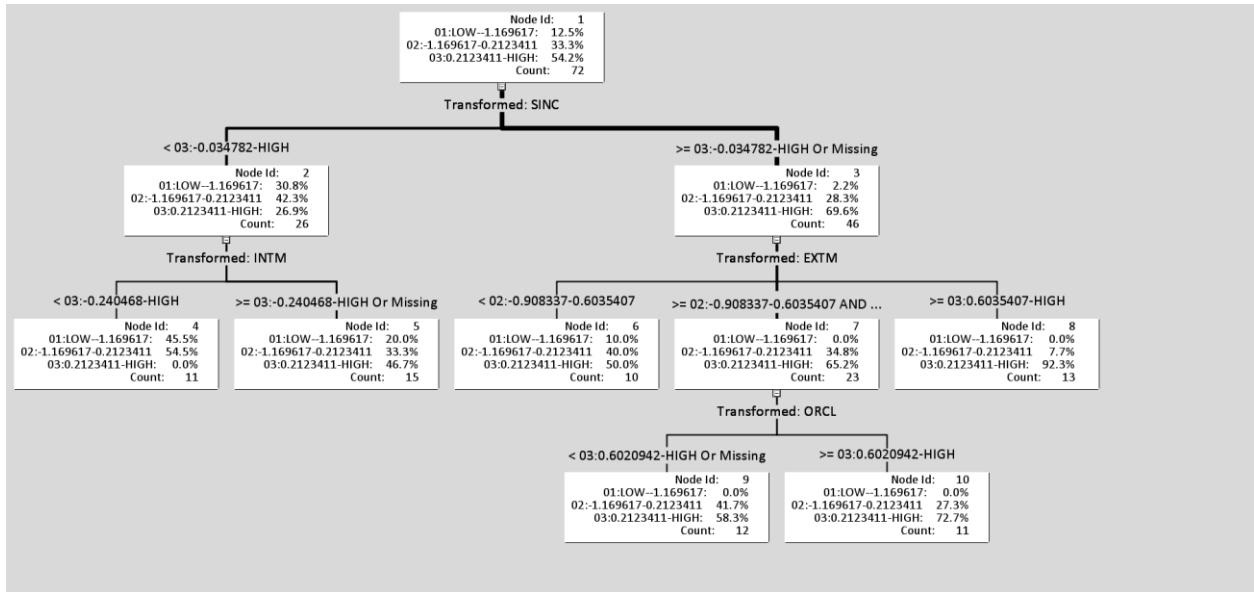 Node Id: 1
01:LOW--1.169617: 12.5%
02:-1.169617-0.2123411 33.3%
03:0.2123411-HIGH: 54.2%
Count: 72
Transformed: SINC
< 03:-0.034782-HIGH
>= 03:-0.034782-HIGH Or Missing
Node Id: 2
01:LOW--1.169617: 30.8%
02:-1.169617-0.2123411 42.3%
03:0.2123411-HIGH: 26.9%
Count: 26
Node Id: 3
01:LOW--1.169617: 2.2%
02:-1.169617-0.2123411 28.3%
03:0.2123411-HIGH: 69.6%
Count: 46
Transformed: INTM
Transformed: EXTM
< 03:-0.240468-HIGH
>= 03:-0.240468-HIGH Or Missing
< 02:-0.908337-0.6035407
>= 02:-0.908337-0.6035407 AND ...
>= 03:0.6035407-HIGH
Node Id: 4
01:LOW--1.169617: 45.5%
02:-1.169617-0.2123411 54.5%
03:0.2123411-HIGH: 0.0%
Count: 11
Node Id: 5
01:LOW--1.169617: 20.0%
02:-1.169617-0.2123411 33.3%
03:0.2123411-HIGH: 46.7%
Count: 15
Node Id: 6
01:LOW--1.169617: 10.0%
02:-1.169617-0.2123411 40.0%
03:0.2123411-HIGH: 50.0%
Count: 10
Node Id: 7
01:LOW--1.169617: 0.0%
02:-1.169617-0.2123411 34.8%
03:0.2123411-HIGH: 65.2%
Count: 23
Node Id: 8
01:LOW--1.169617: 0.0%
02:-1.169617-0.2123411 7.7%
03:0.2123411-HIGH: 92.3%
Count: 13
Transformed: ORCL
< 03:0.6020942-HIGH Or Missing
>= 03:0.6020942-HIGH
Node Id: 9
01:LOW--1.169617: 0.0%
02:-1.169617-0.2123411 41.7%
03:0.2123411-HIGH: 58.3%
Count: 12
Node Id: 10
01:LOW--1.169617: 0.0%
02:-1.169617-0.2123411 27.3%
03:0.2123411-HIGH: 72.7%
Count: 11